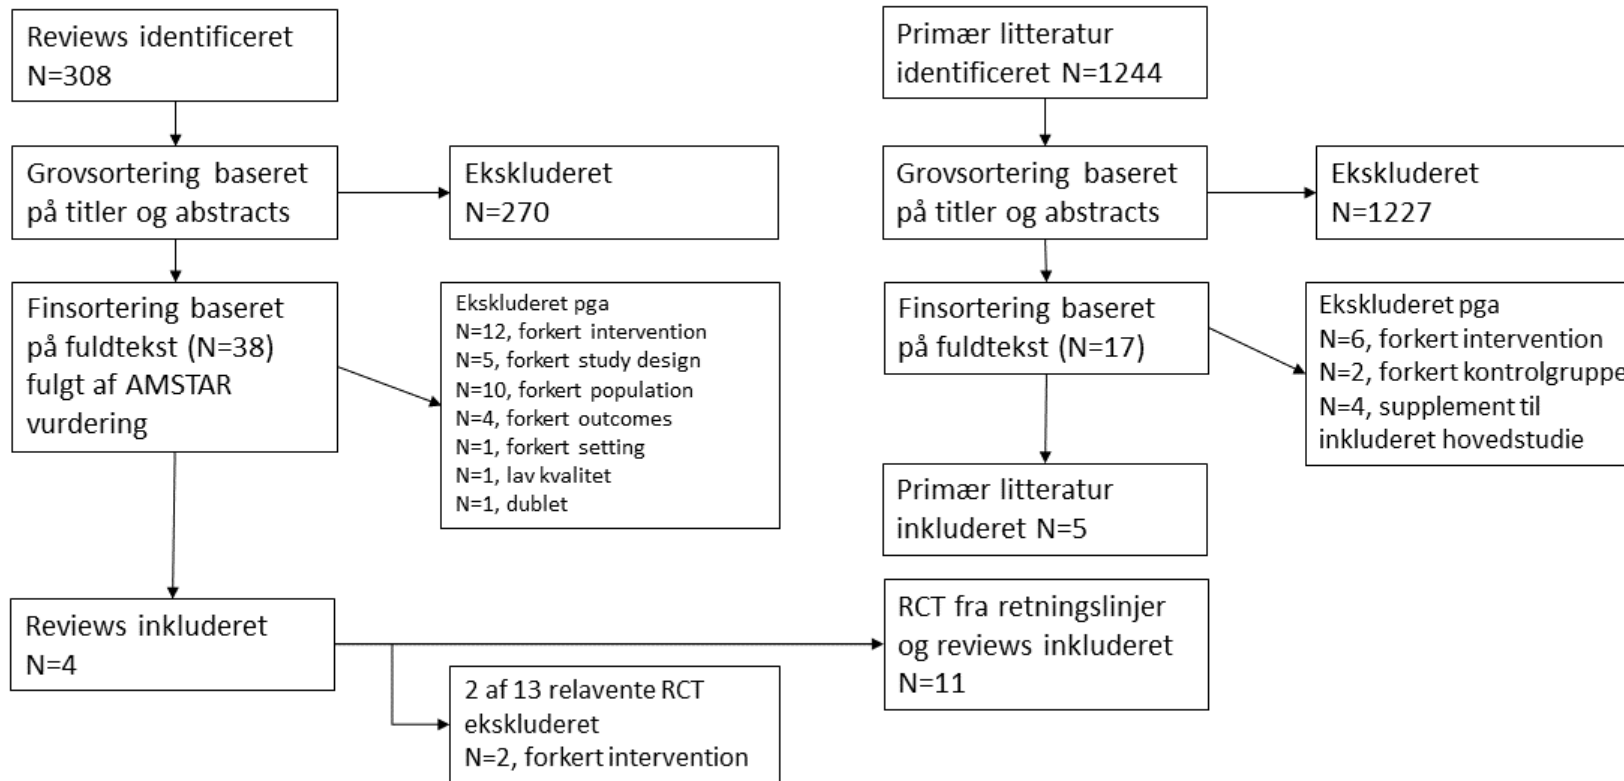 Reviews identificeret
N=308
Grovsortering baseret
på titler og abstracts
Ekskluderet
N=270
Finsortering baseret
på fuldtekst (N=38)
fulgt af AMSTAR
vurdering
Ekskluderet pga
N=12, forkert intervention
N=5, forkert study design
N=10, forkert population
N=4, forkert outcomes
N=1, forkert setting
N=1, lav kvalitet
N=1, dublet
Reviews inkluderet
N=4
2 af 13 relavente RCT
ekskluderet
N=2, forkert intervention
Primær litteratur
identificeret N=1244
Grovsortering baseret
på titler og abstracts
Ekskluderet
N=1227
Finsortering baseret
på fuldtekst (N=17)
Ekskluderet pga
N=6, forkert intervention
N=2, forkert kontrolgruppe
N=4, supplement til
inkluderet hovedstudie
Primær litteratur
inkluderet N=5
RCT fra retningslinjer
og reviews inkluderet
N=11